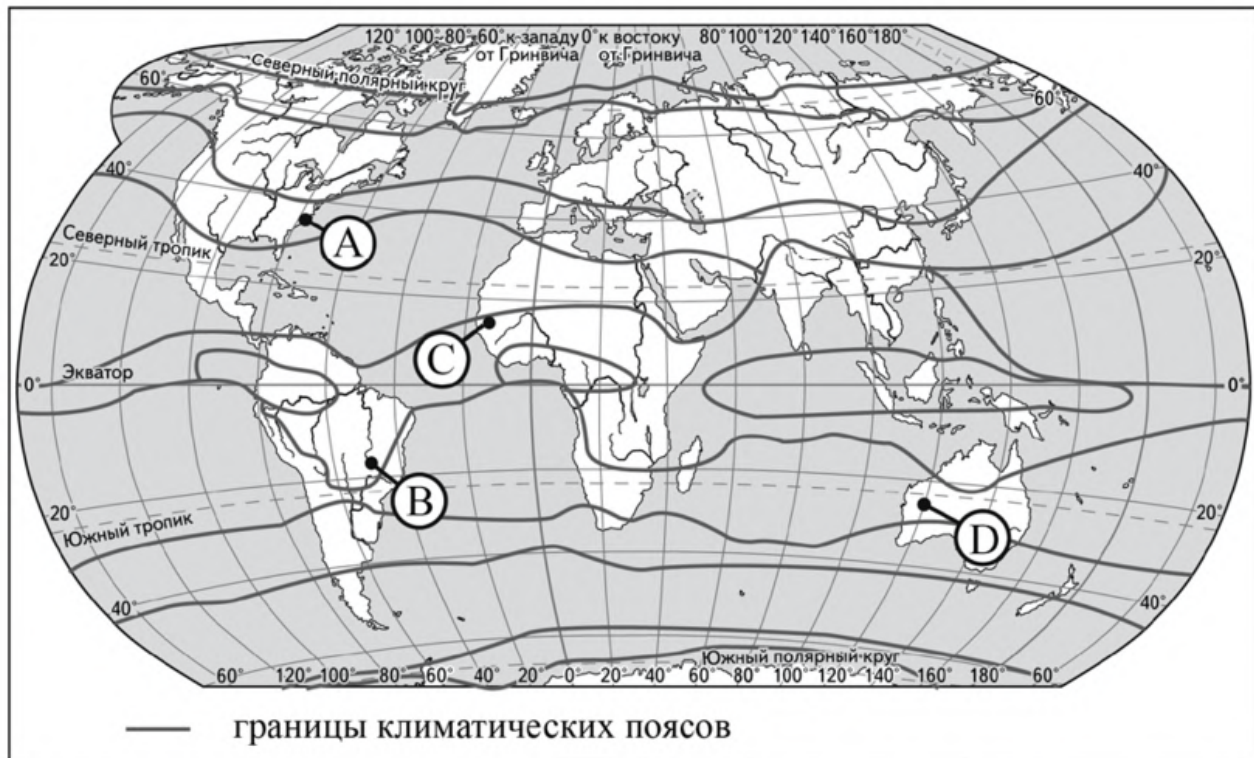 120° 100° 80° 60° к западу 0° к востоку 80° 100° 120° 140° 160° 180°
от Гринвича от Гринвича
Северный полярный круг
60°
60°
40°
40°
Северный тропик
20°
20°
A
C
Экватор
0°
0°
B
D
20°
20°
Южный тропик
40°
40°
Южный полярный круг
60° 120° 100° 80° 60° 40° 20° 0° 20° 40° 60° 80° 100° 120° 140° 160° 180° 60°
границы климатических поясов